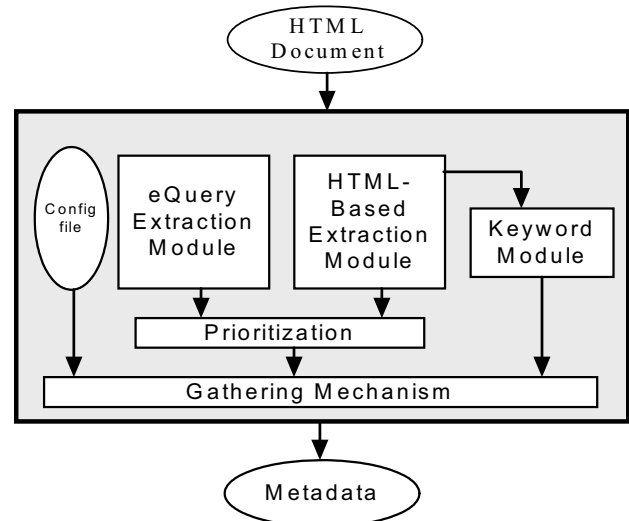 HTML
Document
Config
file
eQuery
Extraction
Module
HTML-
Based
Extraction
Module
Keyword
Module
Prioritization
Gathering Mechanism
Metadata